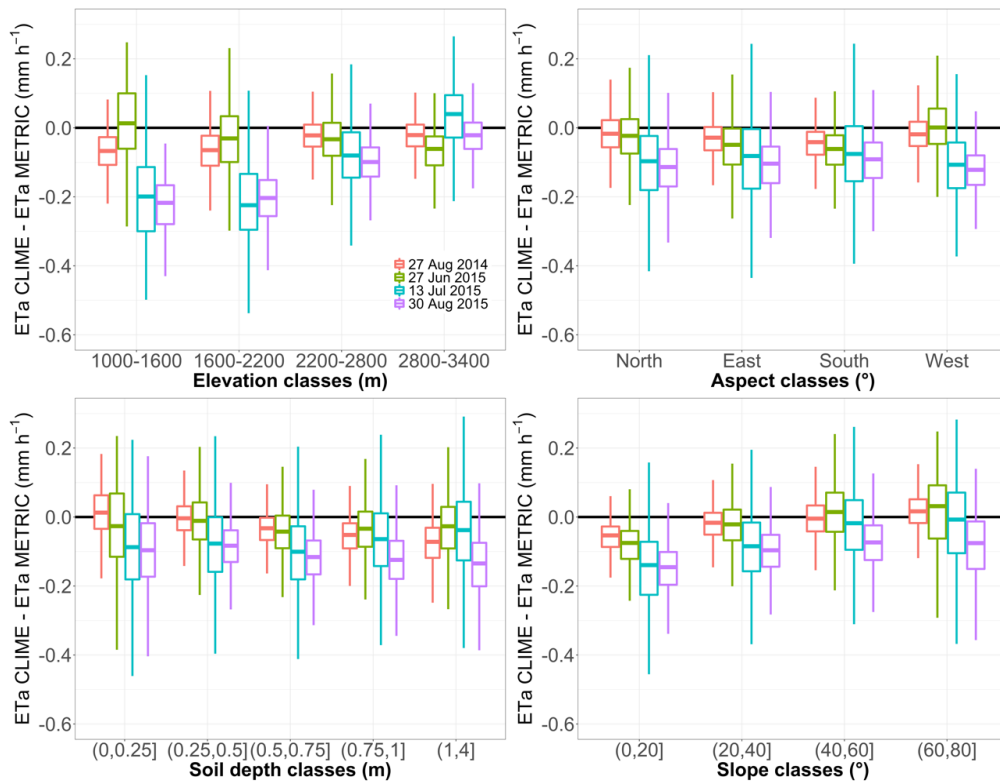 ETa CLIME - ETa METRIC (mm h⁻¹)
0.2
0.0
-0.2
-0.4
-0.6
27 Aug 2014
27 Jun 2015
13 Jul 2015
30 Aug 2015
1000-1600 1600-2200 2200-2800 2800-3400
Elevation classes (m)
ETa CLIME - ETa METRIC (mm h⁻¹)
0.2
0.0
-0.2
-0.4
-0.6
North East South West
Aspect classes (°)
ETa CLIME - ETa METRIC (mm h⁻¹)
0.2
0.0
-0.2
-0.4
-0.6
(0,0.25] (0.25,0.5] (0.5,0.75] (0.75,1] (1,4]
Soil depth classes (m)
ETa CLIME - ETa METRIC (mm h⁻¹)
0.2
0.0
-0.2
-0.4
-0.6
(0,20] (20,40] (40,60] (60,80]
Slope classes (°)